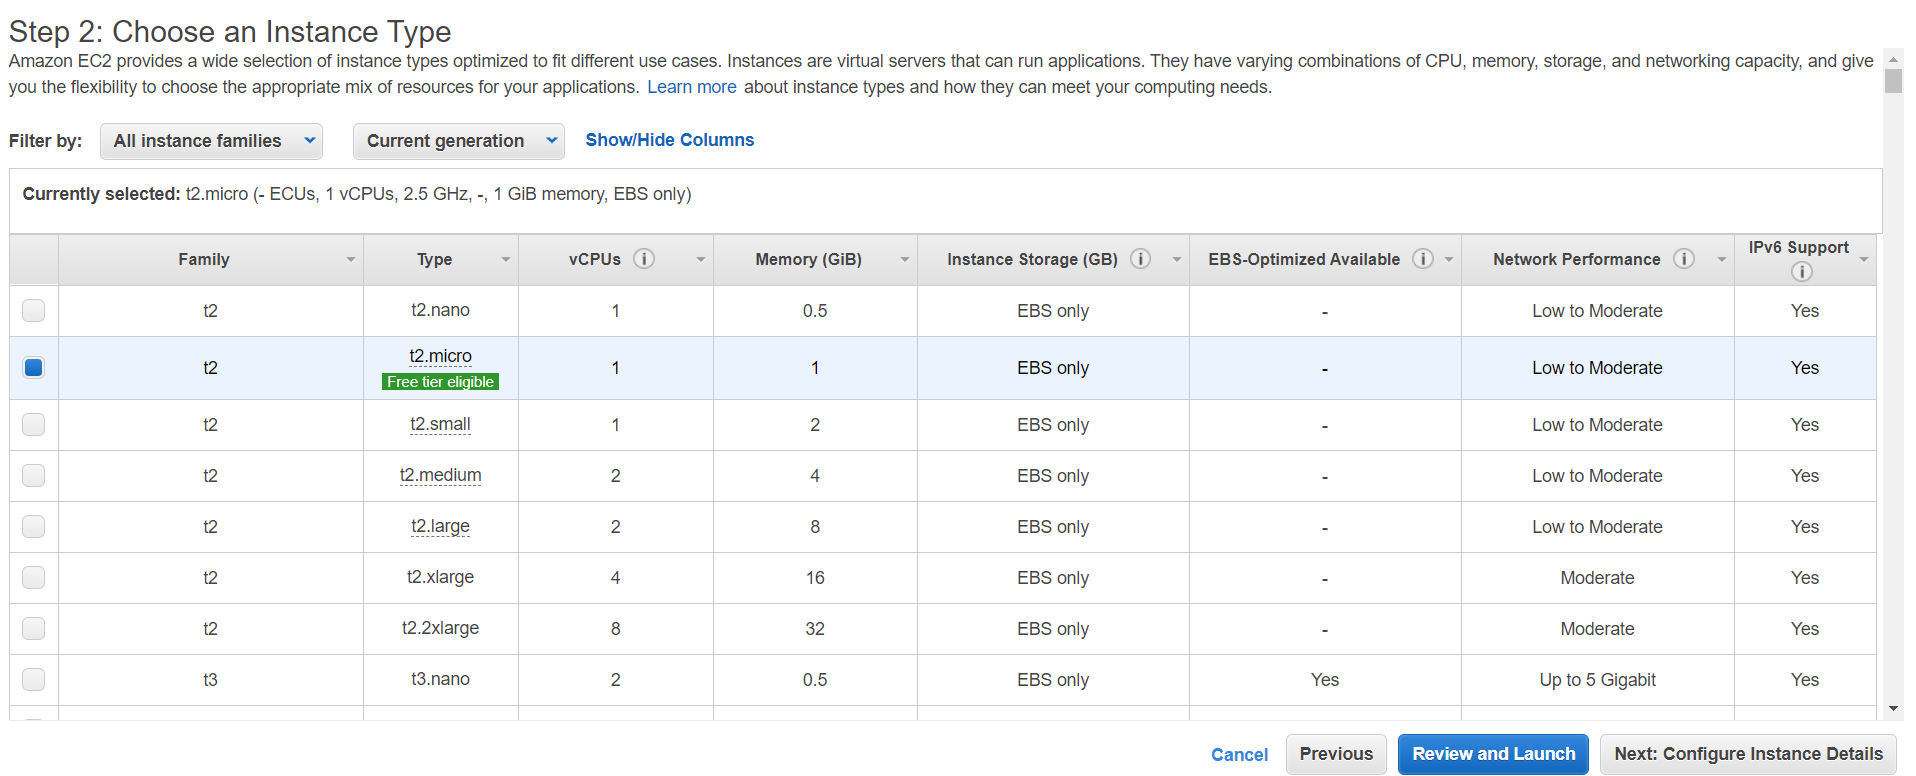 Step 2: Choose an Instance Type
Amazon EC2 provides a wide selection of instance types optimized to fit different use cases. Instances are virtual servers that can run applications. They have varying combinations of CPU, memory, storage, and networking capacity, and give
you the flexibility to choose the appropriate mix of resources for your applications. Learn more about instance types and how they can meet your computing needs.
Filter by: All instance families Current generation Show/Hide Columns
Currently selected: t2.micro (- ECUs, 1 vCPUs, 2.5 GHz, -, 1 GiB memory, EBS only)
Family Type vCPUs i Memory (GiB) Instance Storage (GB) i EBS-Optimized Available i Network Performance i IPv6 Support i
t2 t2.nano 1 0.5 EBS only - Low to Moderate Yes
t2 t2.micro Free tier eligible 1 1 EBS only - Low to Moderate Yes
t2 t2.small 1 2 EBS only - Low to Moderate Yes
t2 t2.medium 2 4 EBS only - Low to Moderate Yes
t2 t2.large 2 8 EBS only - Low to Moderate Yes
t2 t2.xlarge 4 16 EBS only - Moderate Yes
t2 t2.2xlarge 8 32 EBS only - Moderate Yes
t3 t3.nano 2 0.5 EBS only Yes Up to 5 Gigabit Yes
Cancel Previous Review and Launch Next: Configure Instance Details